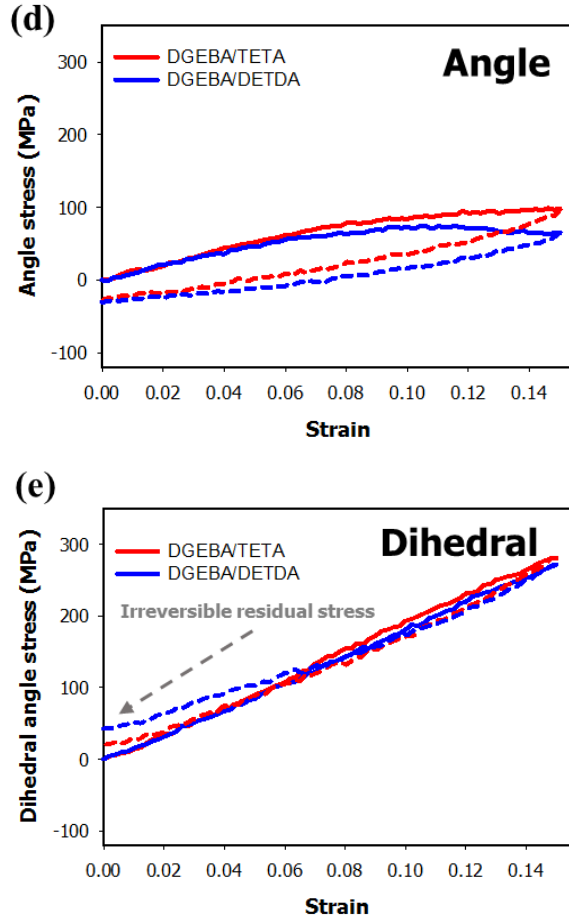 (d)
DGEBA/TETA
DGEBA/DETDA
Angle
300
200
100
0
-100
Angle stress (MPa)
0.00 0.02 0.04 0.06 0.08 0.10 0.12 0.14
Strain
(e)
DGEBA/TETA
DGEBA/DETDA
Dihedral
Irreversible residual stress
300
200
100
0
-100
Dihedral angle stress (MPa)
0.00 0.02 0.04 0.06 0.08 0.10 0.12 0.14
Strain